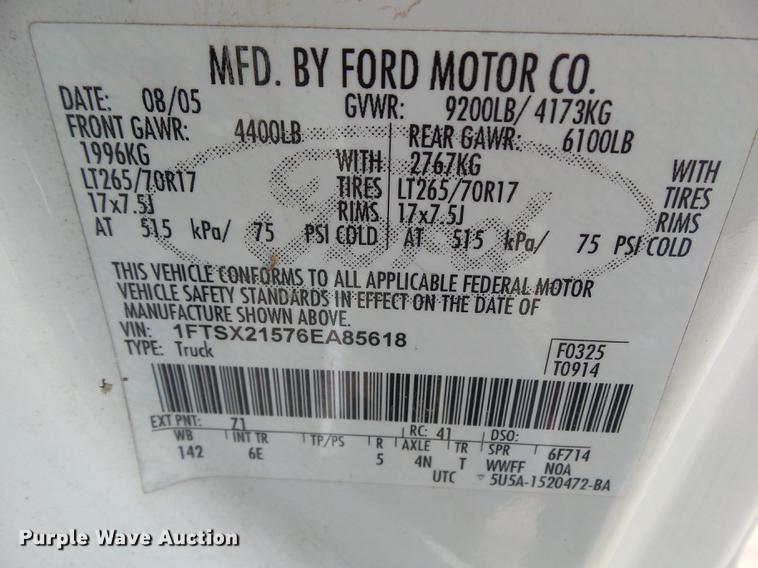 MFD. BY FORD MOTOR CO.
DATE: 08/05 GVWR: 9200LB/ 4173KG
FRONT GAWR: 4400LB REAR GAWR: 6100LB
1996KG WITH 2767KG WITH
LT265/70R17 TIRES LT265/70R17 TIRES
17x7.5J RIMS 17x7.5J RIMS
AT 515 kPa/ 75 PSI COLD AT 515 kPa/ 75 PSI COLD
Ford
THIS VEHICLE CONFORMS TO ALL APPLICABLE FEDERAL MOTOR
VEHICLE SAFETY STANDARDS IN EFFECT ON THE DATE OF
MANUFACTURE SHOWN ABOVE.
VIN: 1FTSX21576EA85618
TYPE: Truck F0325
T0914
EXT PNT: Z1 RC: 41 DSO:
WB INT TR TP/PS R AXLE TR SPR 6F714
142 6E 5 4N T WWFF NOA
UTC 5U5A-1520472-BA
Purple Wave Auction